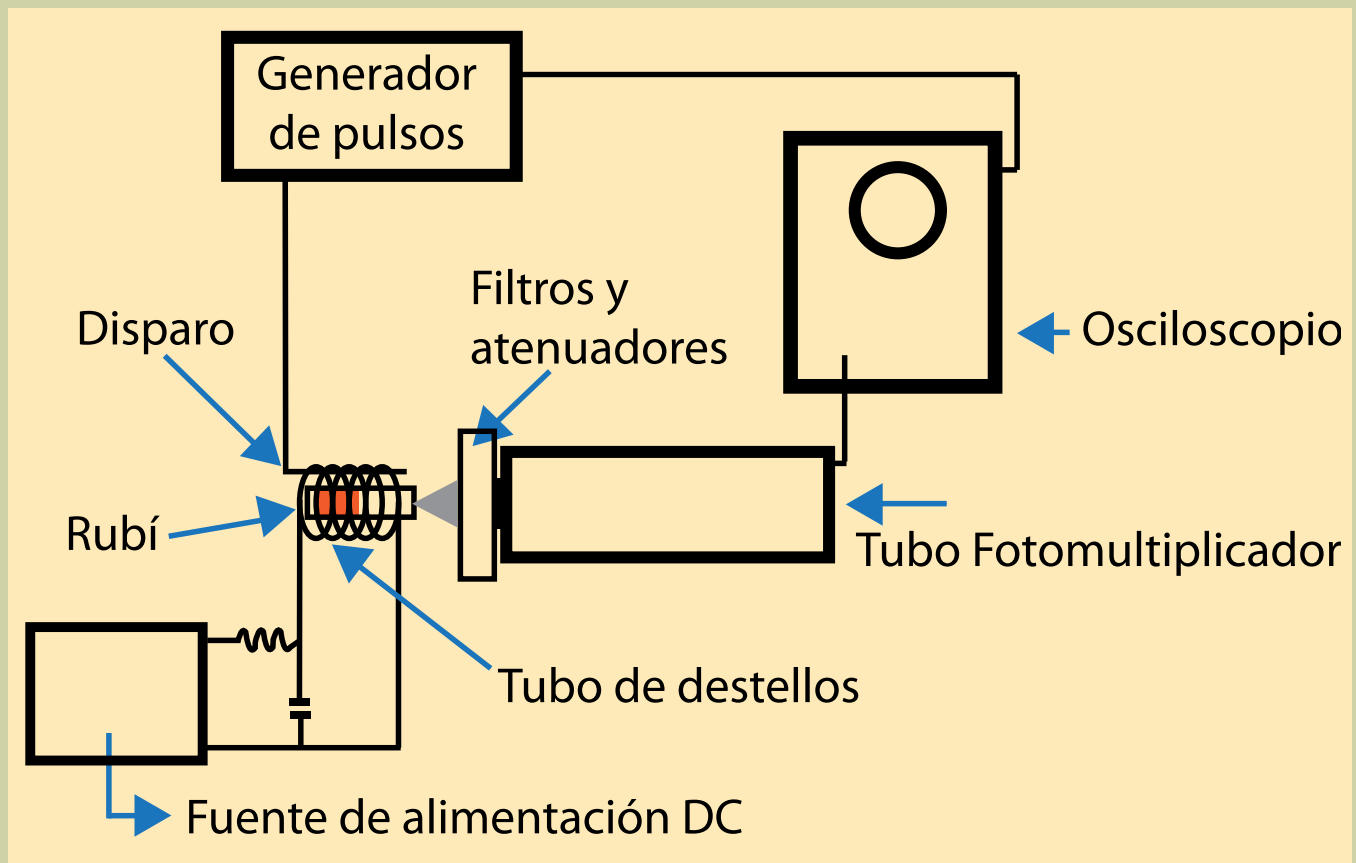 Generador
de pulsos
Filtros y
atenuadores
Disparo
Osciloscopio
Rubí
Tubo Fotomultiplicador
Tubo de destellos
Fuente de alimentación DC